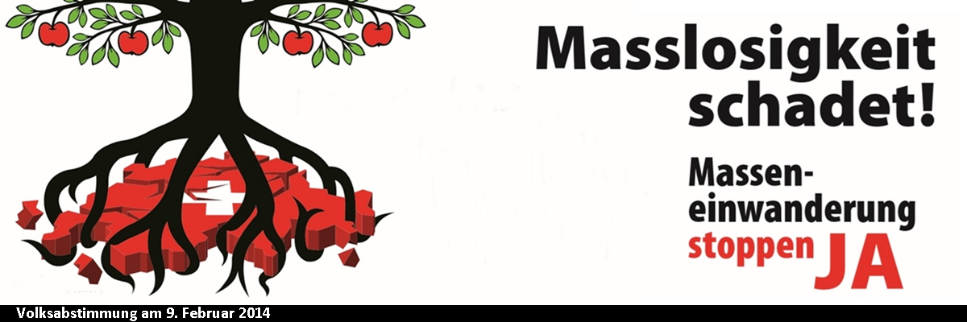 Masslosigkeit
schadet!
Massen-
einwanderung
stoppen JA
Volksabstimmung am 9. Februar 2014